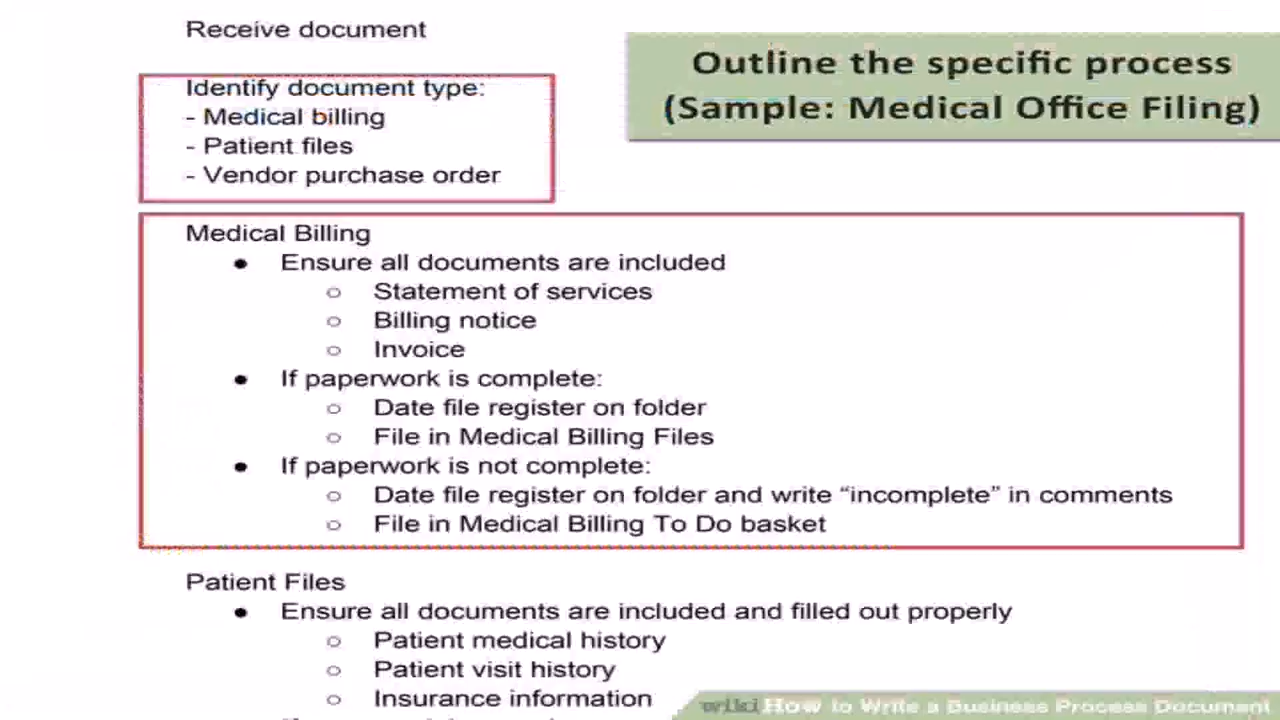 Receive document
Outline the specific process
(Sample: Medical Office Filing)
Identify document type:
- Medical billing
- Patient files
- Vendor purchase order
Medical Billing
● Ensure all documents are included
○ Statement of services
○ Billing notice
○ Invoice
● If paperwork is complete:
○ Date file register on folder
○ File in Medical Billing Files
● If paperwork is not complete:
○ Date file register on folder and write “incomplete” in comments
○ File in Medical Billing To Do basket
Patient Files
● Ensure all documents are included and filled out properly
○ Patient medical history
○ Patient visit history
○ Insurance information
wikiHow to Write a Business Process Document